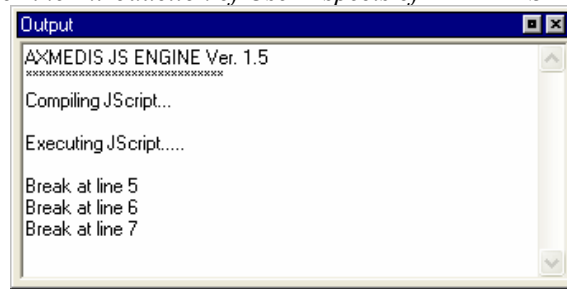 Output
AXMEDIS JS ENGINE Ver. 1.5
******************************
Compiling JScript...
Executing JScript.....
Break at line 5
Break at line 6
Break at line 7